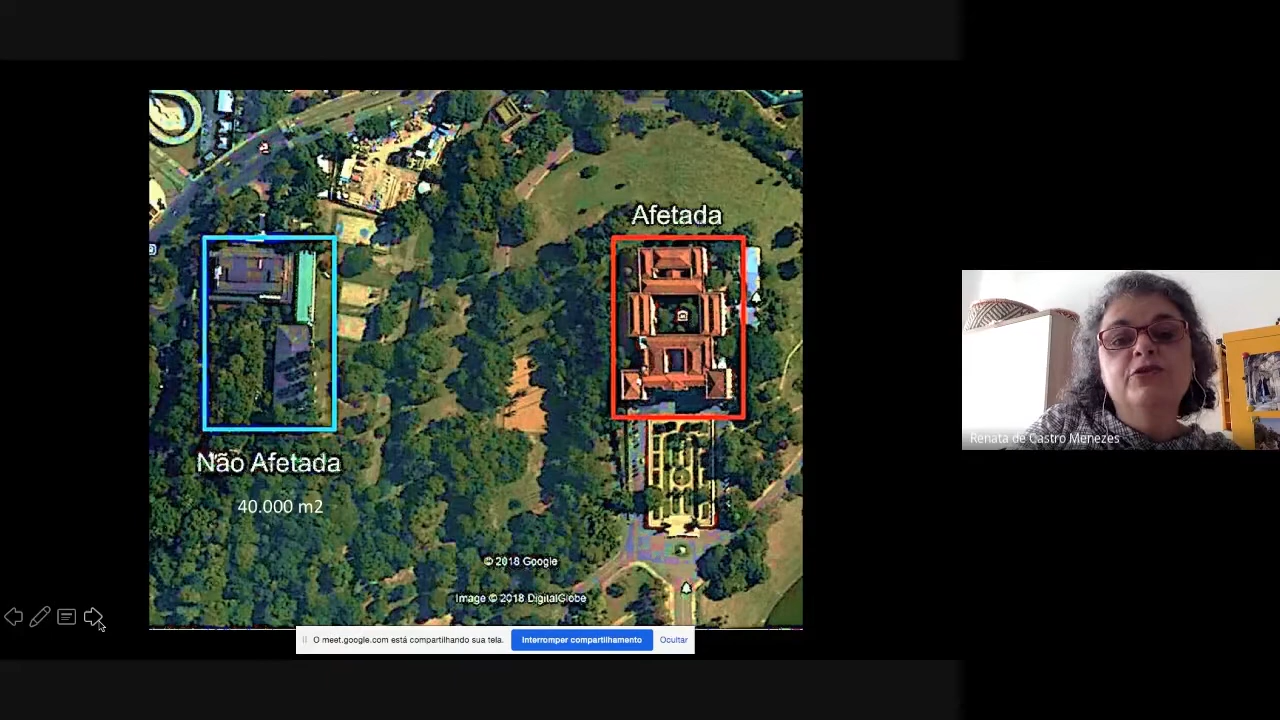 Afetada
Não Afetada
40.000 m2
© 2018 Google
Image © 2018 DigitalGlobe
Renata de Castro Menezes
O meet.google.com está compartilhando sua tela.
Interromper compartilhamento
Ocultar